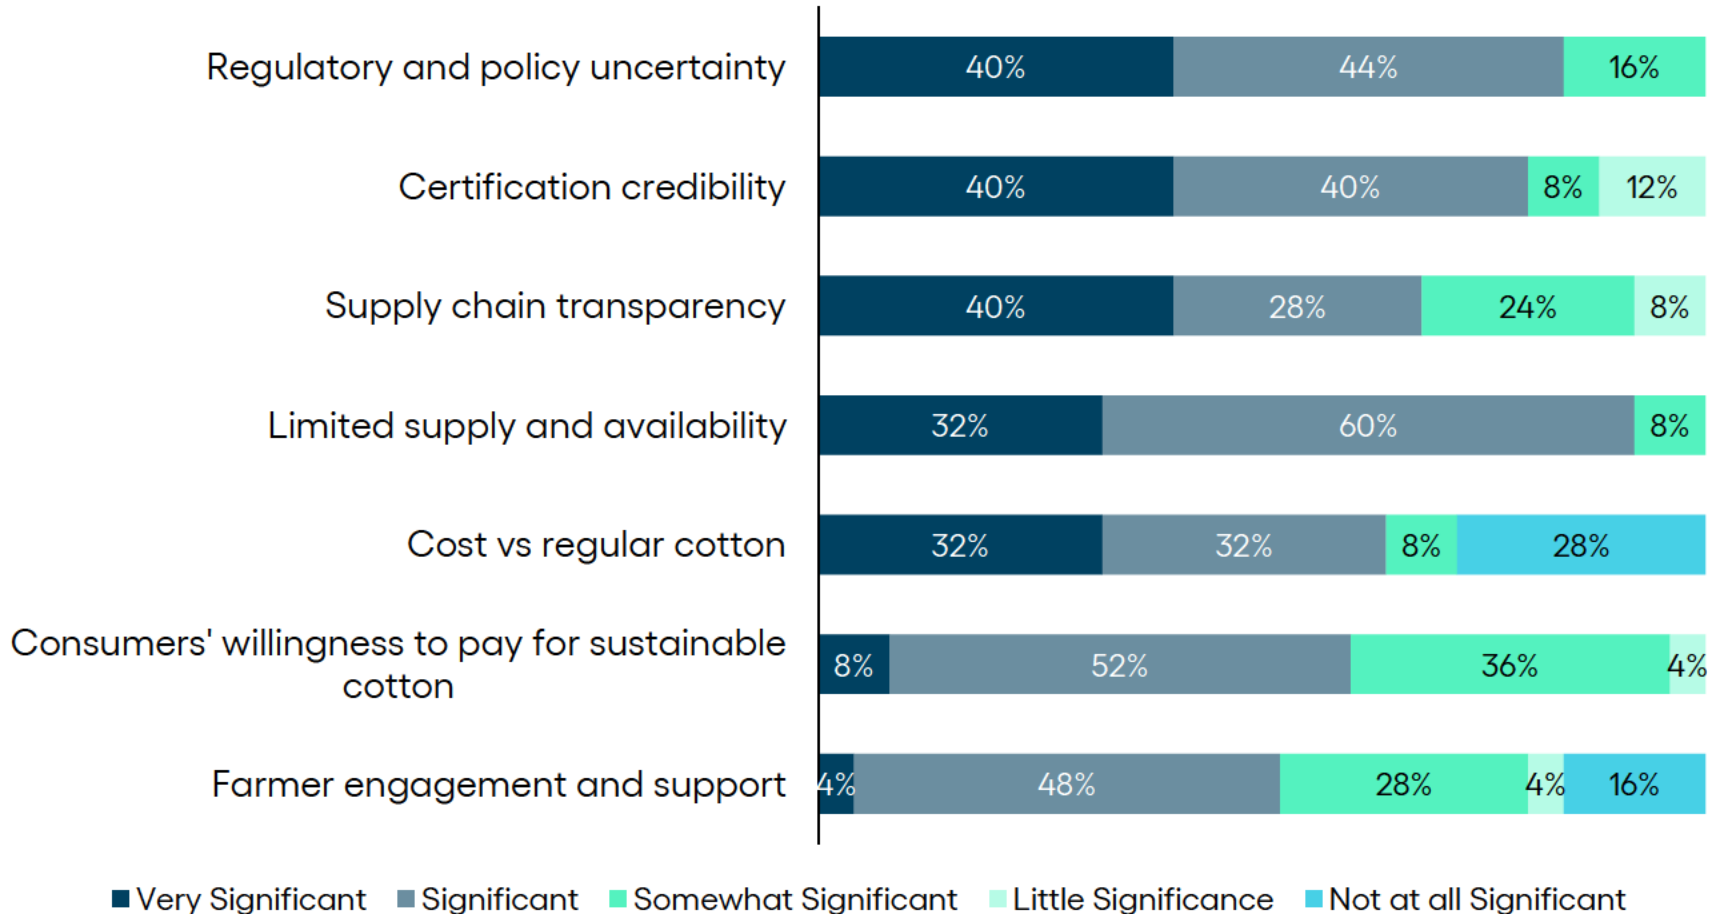 Regulatory and policy uncertainty 40% 44% 16%
Certification credibility 40% 40% 8% 12%
Supply chain transparency 40% 28% 24% 8%
Limited supply and availability 32% 60% 8%
Cost vs regular cotton 32% 32% 8% 28%
Consumers' willingness to pay for sustainable
cotton
8% 52% 36% 4%
Farmer engagement and support 4% 48% 28% 4% 16%
Very Significant Significant Somewhat Significant Little Significance Not at all Significant